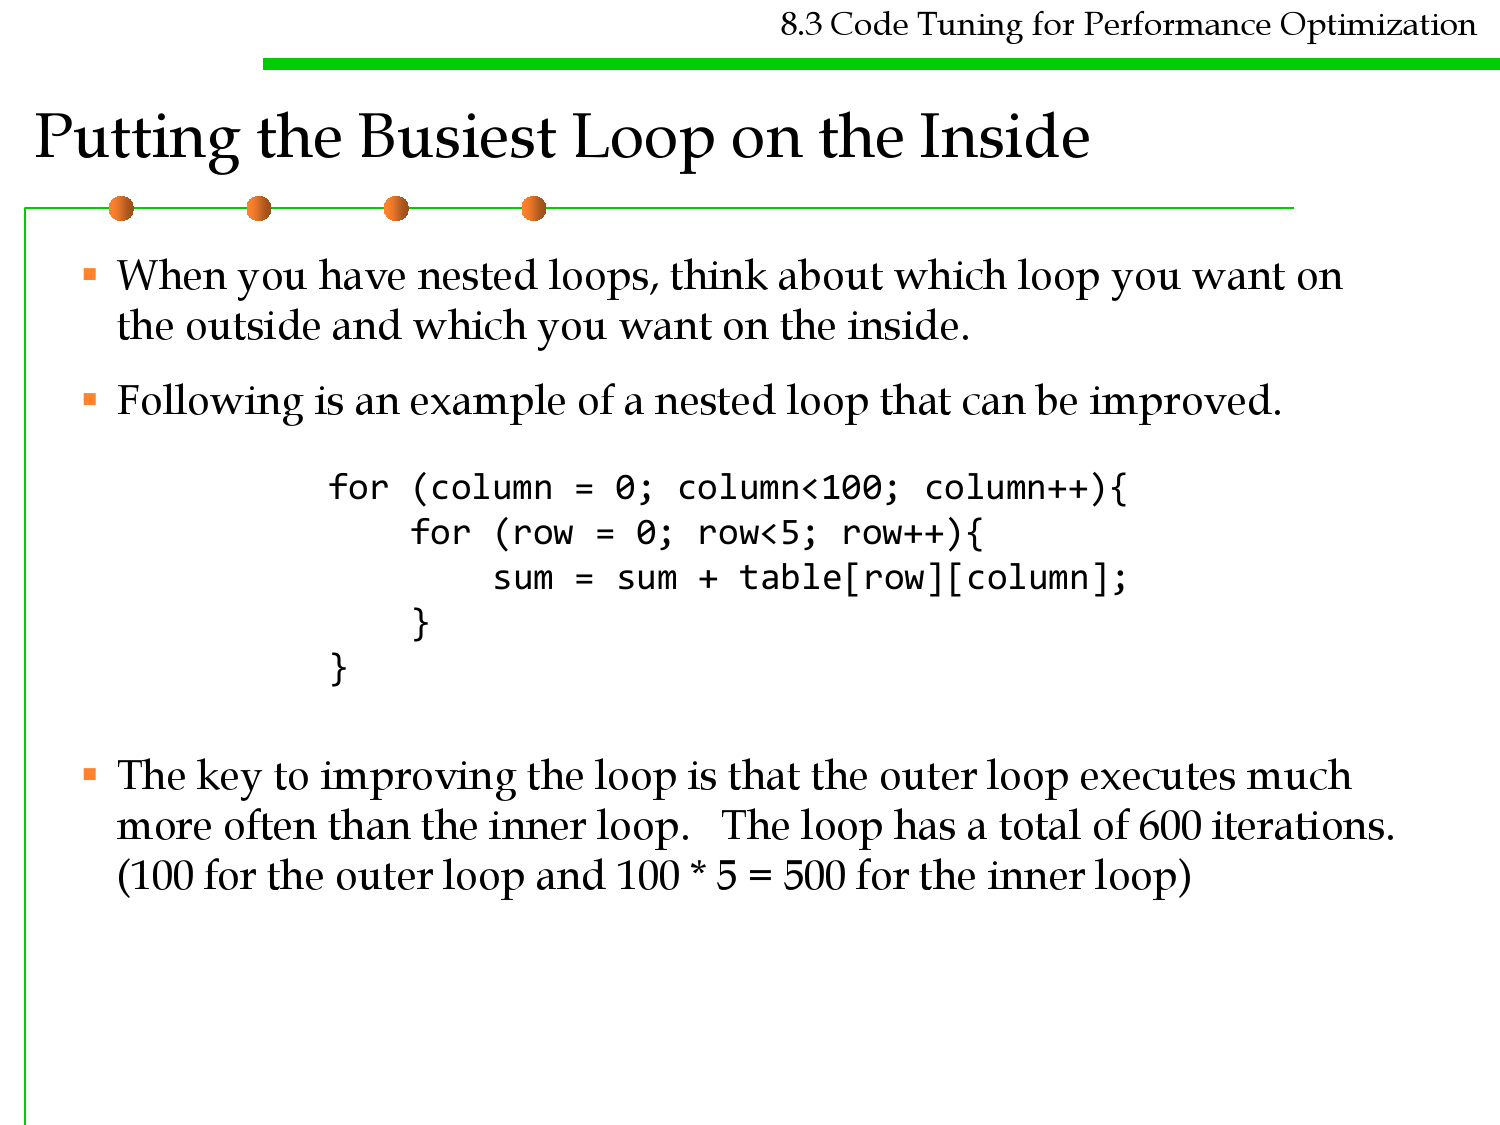 8.3 Code Tuning for Performance Optimization
Putting the Busiest Loop on the Inside
When you have nested loops, think about which loop you want on
the outside and which you want on the inside.
Following is an example of a nested loop that can be improved.
for (column = 0; column<100; column++){
    for (row = 0; row<5; row++){
        sum = sum + table[row][column];
    }
}
The key to improving the loop is that the outer loop executes much
more often than the inner loop.   The loop has a total of 600 iterations.
(100 for the outer loop and 100 * 5 = 500 for the inner loop)